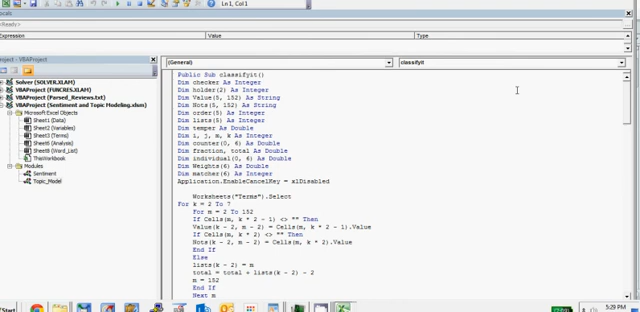 Ln1, Col1
Locals
<Ready>
Expression Value Type
Project - VBAProject
(General) classifyit
Solver (SOLVER.XLAM)
VBAProject (FUNCRES.XLAM)
VBAProject (Parsed_Reviews.txt)
VBAProject (Sentiment and Topic Modeling.xlsm)
Microsoft Excel Objects
Sheet1 (Data)
Sheet2 (Variables)
Sheet3 (Terms)
Sheet6 (Analysis)
Sheet8 (Word_List)
ThisWorkbook
Modules
Sentiment
Topic_Model
Public Sub classifyit()
Dim checker As Integer
Dim holder(2) As Integer
Dim Value(5, 152) As String
Dim Nots(5, 152) As String
Dim order(5) As Integer
Dim lists(5) As Integer
Dim temper As Double
Dim i, j, m, k As Integer
Dim counter(0, 6) As Double
Dim fraction, total As Double
Dim individual(0, 6) As Double
Dim Weights(6) As Double
Dim matcher(6) As Integer
Application.EnableCancelKey = xlDisabled
Worksheets("Terms").Select
For k = 2 To 7
For m = 2 To 152
If Cells(m, k * 2 - 1) <> "" Then
Value(k - 2, m - 2) = Cells(m, k * 2 - 1).Value
If Cells(m, k * 2) <> "" Then
Nots(k - 2, m - 2) = Cells(m, k * 2).Value
End If
Else
lists(k - 2) = m
total = total + lists(k - 2) - 2
m = 152
End If
Next m
Start
5:29 PM